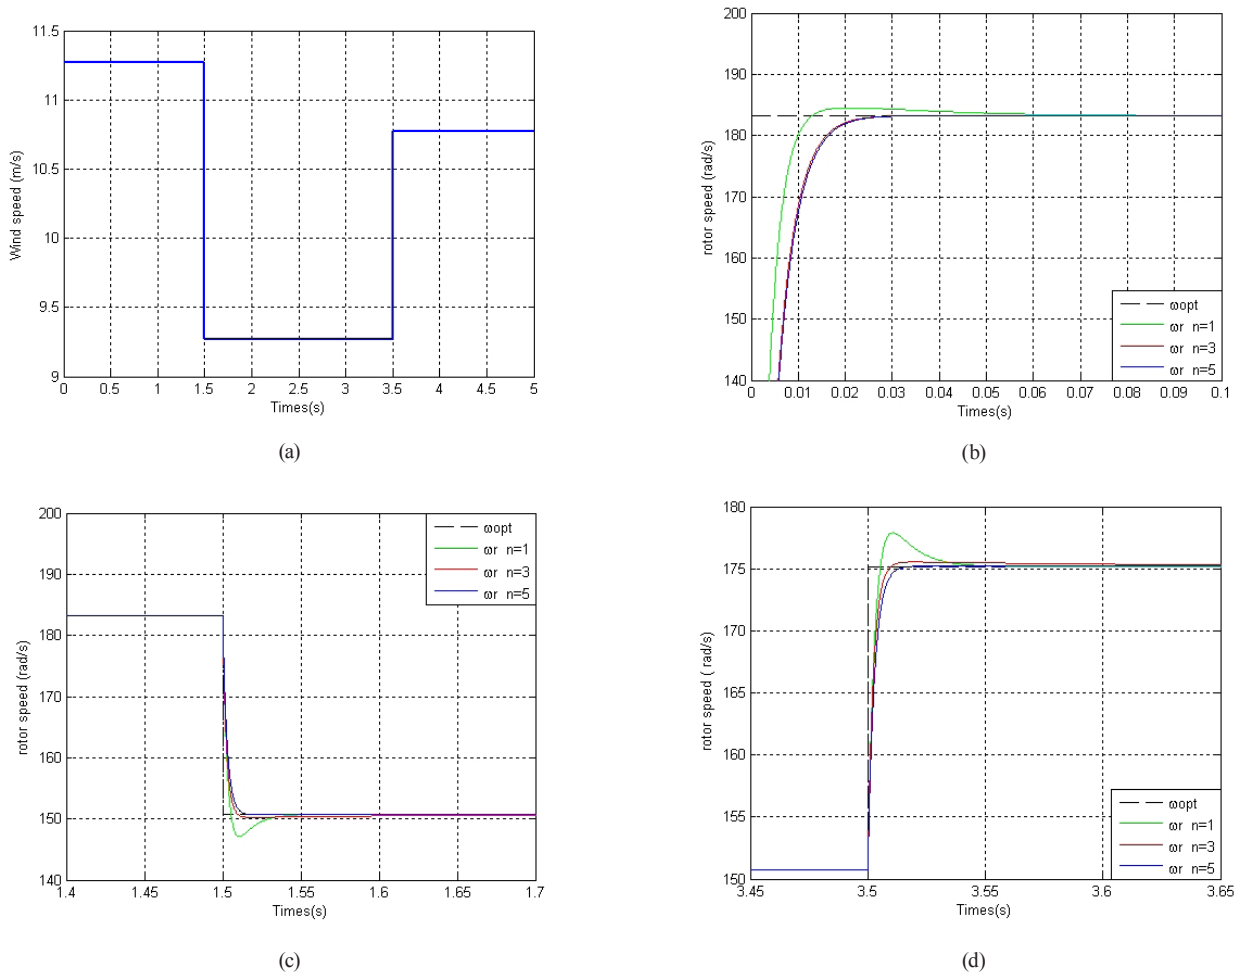 11.5
11
10.5
10
9.5
9
Wind speed (m/s)
0 0.5 1 1.5 2 2.5 3 3.5 4 4.5 5
Times(s)
(a)
200
190
180
170
160
150
140
rotor speed (rad/s)
ωopt
ωr n=1
ωr n=3
ωr n=5
0 0.01 0.02 0.03 0.04 0.05 0.06 0.07 0.08 0.09 0.1
Times(s)
(b)
200
190
180
170
160
150
140
rotor speed (rad/s)
ωopt
ωr n=1
ωr n=3
ωr n=5
1.4 1.45 1.5 1.55 1.6 1.65 1.7
Times(s)
(c)
180
175
170
165
160
155
150
rotor speed ( rad/s)
ωopt
ωr n=1
ωr n=3
ωr n=5
3.45 3.5 3.55 3.6 3.65
Times(s)
(d)